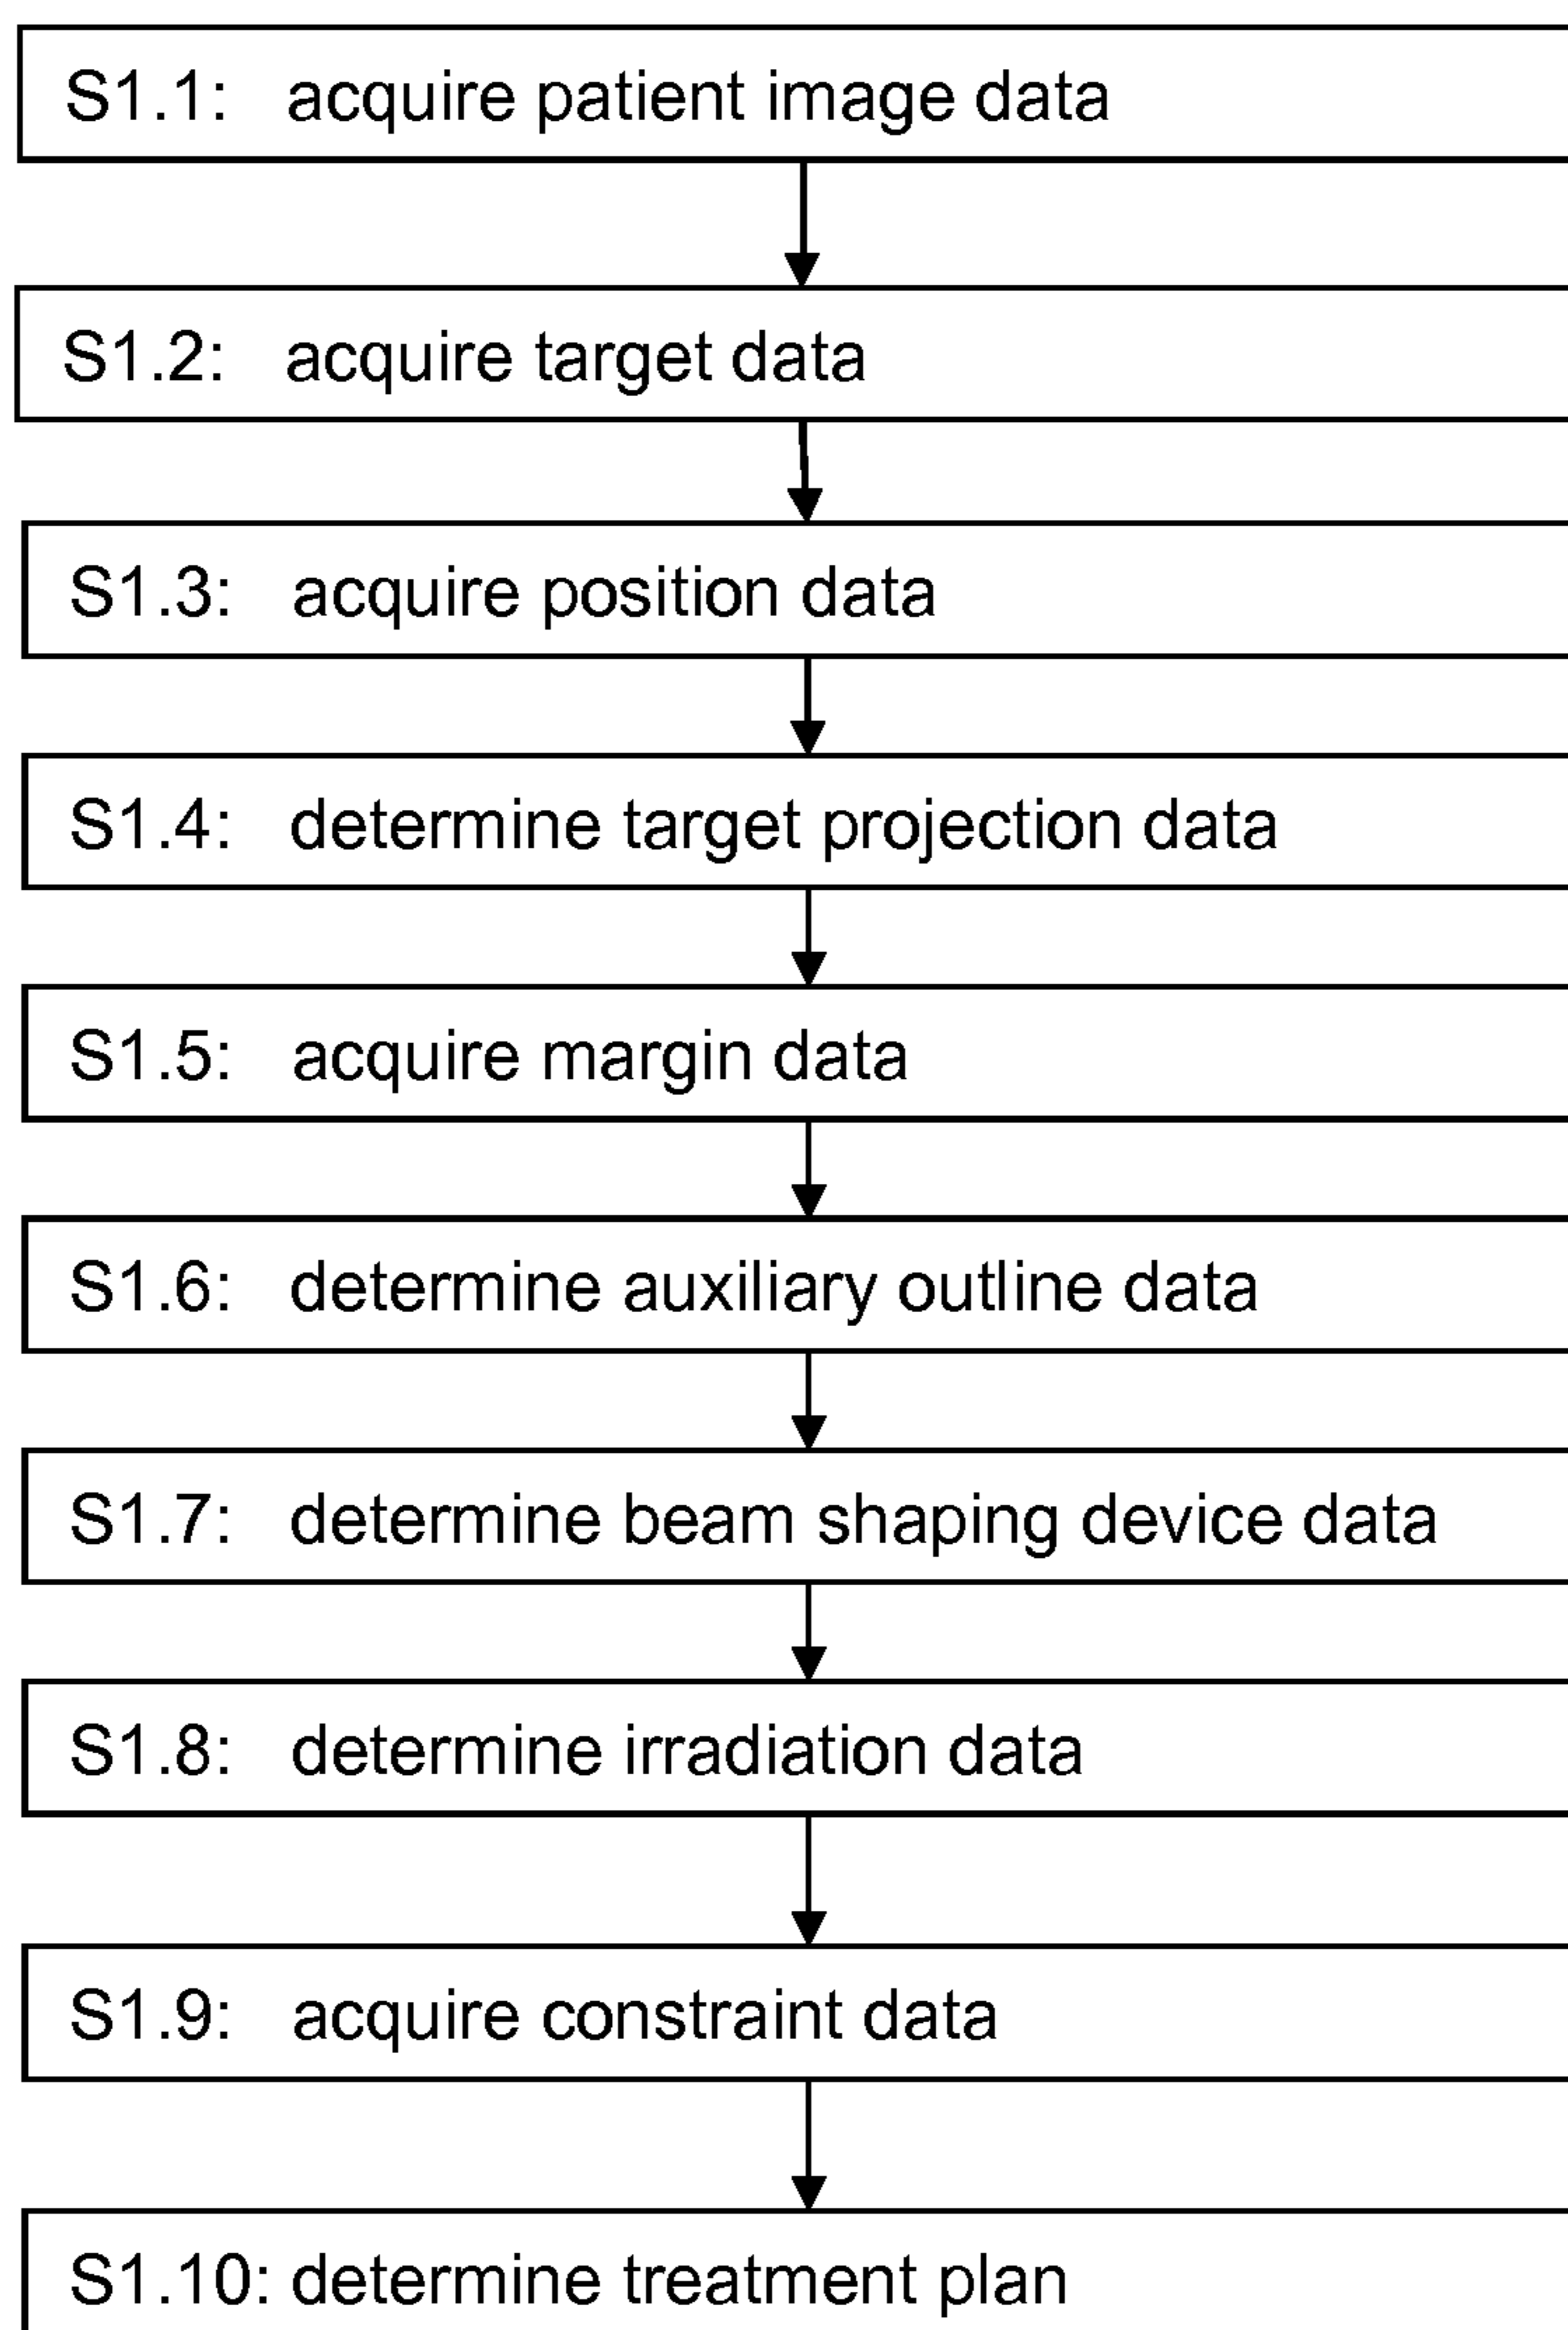 S1.1: acquire patient image data
S1.2: acquire target data
S1.3: acquire position data
S1.4: determine target projection data
S1.5: acquire margin data
S1.6: determine auxiliary outline data
S1.7: determine beam shaping device data
S1.8: determine irradiation data
S1.9: acquire constraint data
S1.10: determine treatment plan